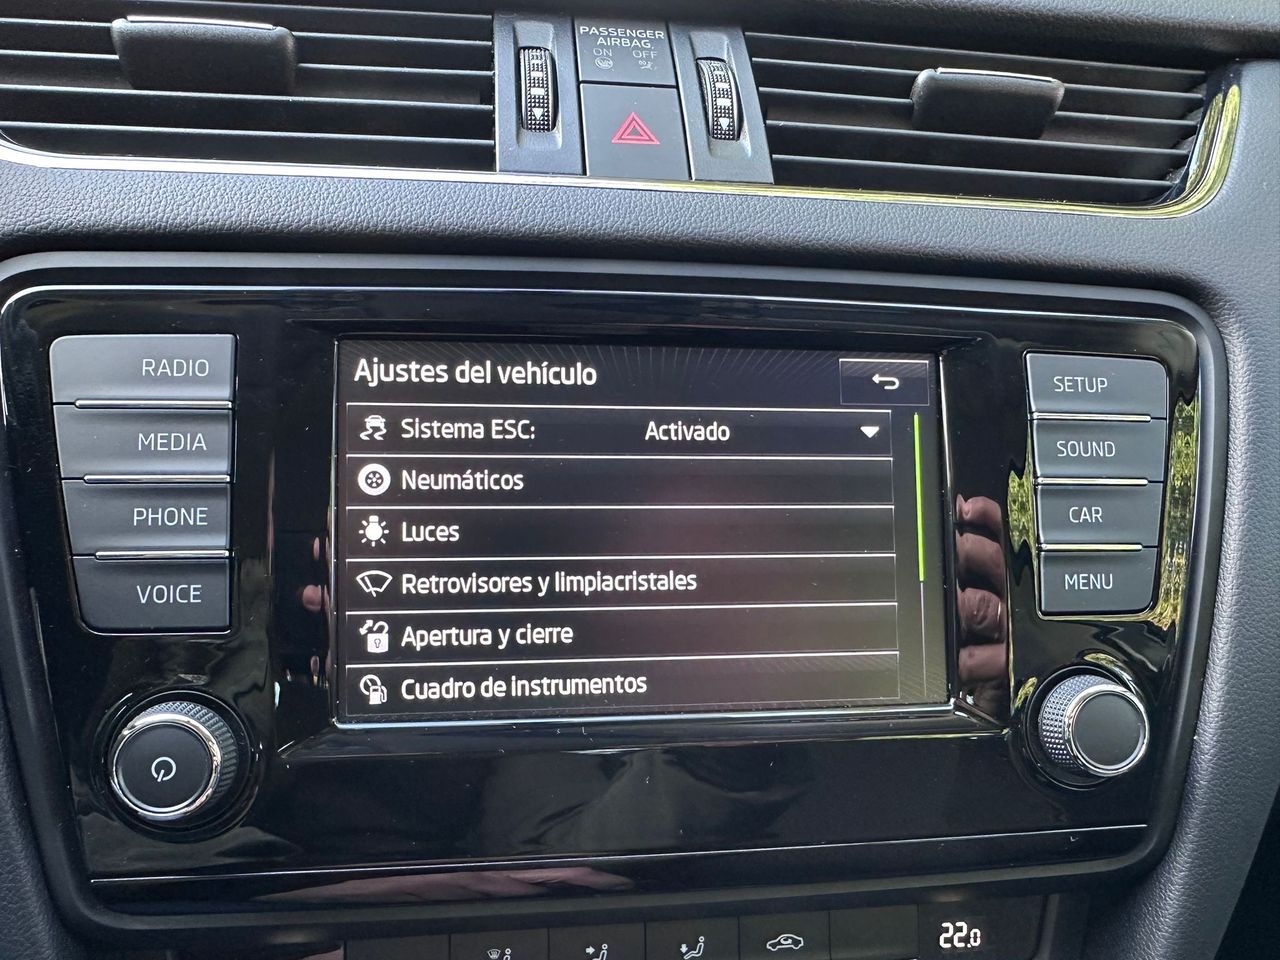 PASSENGER
AIRBAG.
ON OFF
RADIO
MEDIA
PHONE
VOICE
Ajustes del vehículo
Sistema ESC: Activado
Neumáticos
Luces
Retrovisores y limpiacristales
Apertura y cierre
Cuadro de instrumentos
SETUP
SOUND
CAR
MENU
22.0